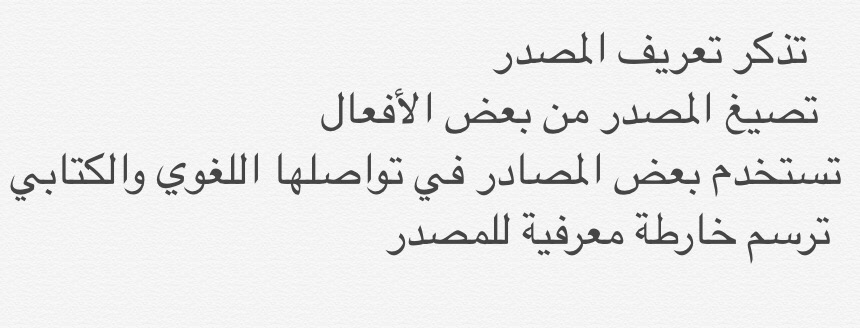 تذكر تعريف المصدر
تصيغ المصدر من بعض الأفعال
تستخدم بعض المصادر في تواصلها اللغوي والكتابي
ترسم خارطة معرفية للمصدر